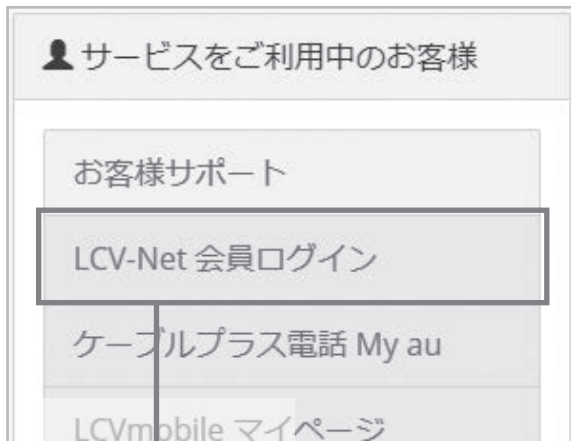 サービスをご利用中のお客様
お客様サポート
LCV-Net 会員ログイン
ケーブルプラス電話 My au
LCVmobile マイページ